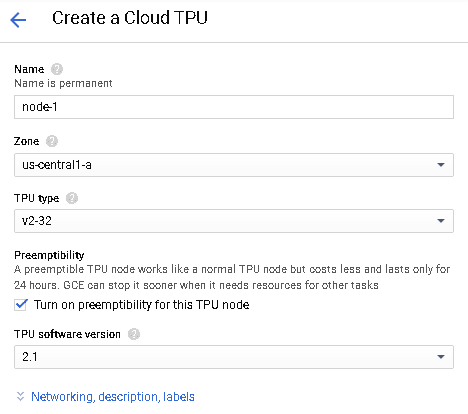 Create a Cloud TPU
Name
Name is permanent
node-1
Zone
us-central1-a
TPU type
v2-32
Preemptibility
A preemptible TPU node works like a normal TPU node but costs less and lasts only for
24 hours. GCE can stop it sooner when it needs resources for other tasks
Turn on preemptibility for this TPU node
TPU software version
2.1
Networking, description, labels